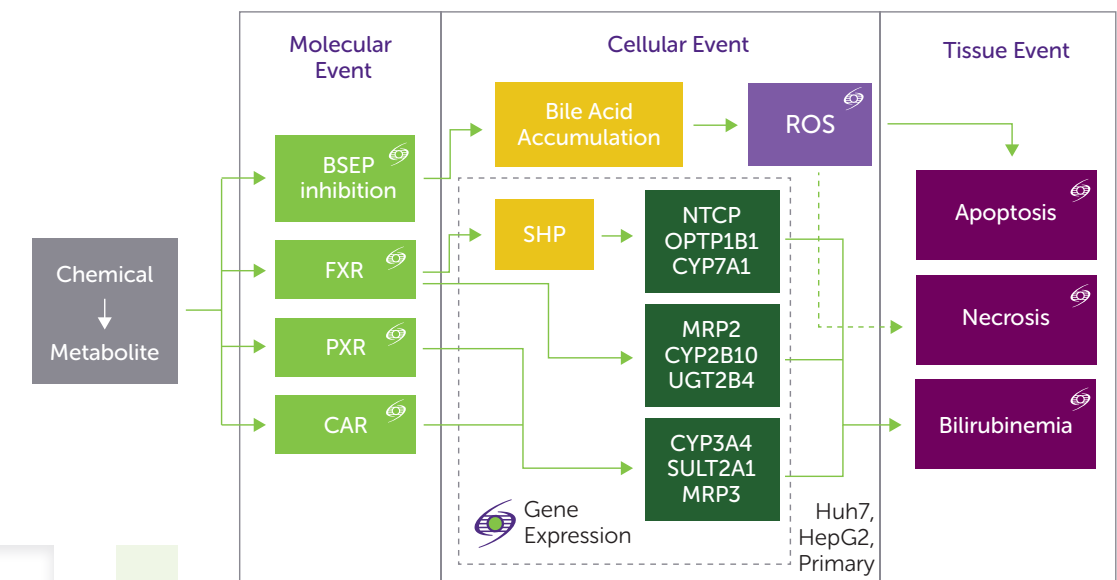 Molecular
Event
Cellular Event
Tissue Event
Chemical
Metabolite
BSEP
inhibition
FXR
PXR
CAR
Bile Acid
Accumulation
ROS
SHP
NTCP
OPTP1B1
CYP7A1
MRP2
CYP2B10
UGT2B4
CYP3A4
SULT2A1
MRP3
Gene
Expression
Huh7,
HepG2,
Primary
Apoptosis
Necrosis
Bilirubinemia